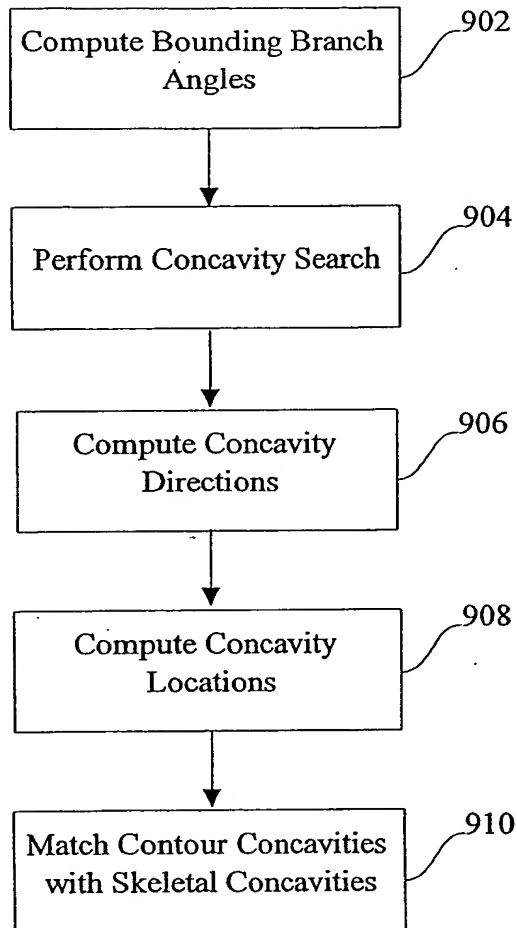 902
Compute Bounding Branch
Angles
904
Perform Concavity Search
906
Compute Concavity
Directions
908
Compute Concavity
Locations
910
Match Contour Concavities
with Skeletal Concavities